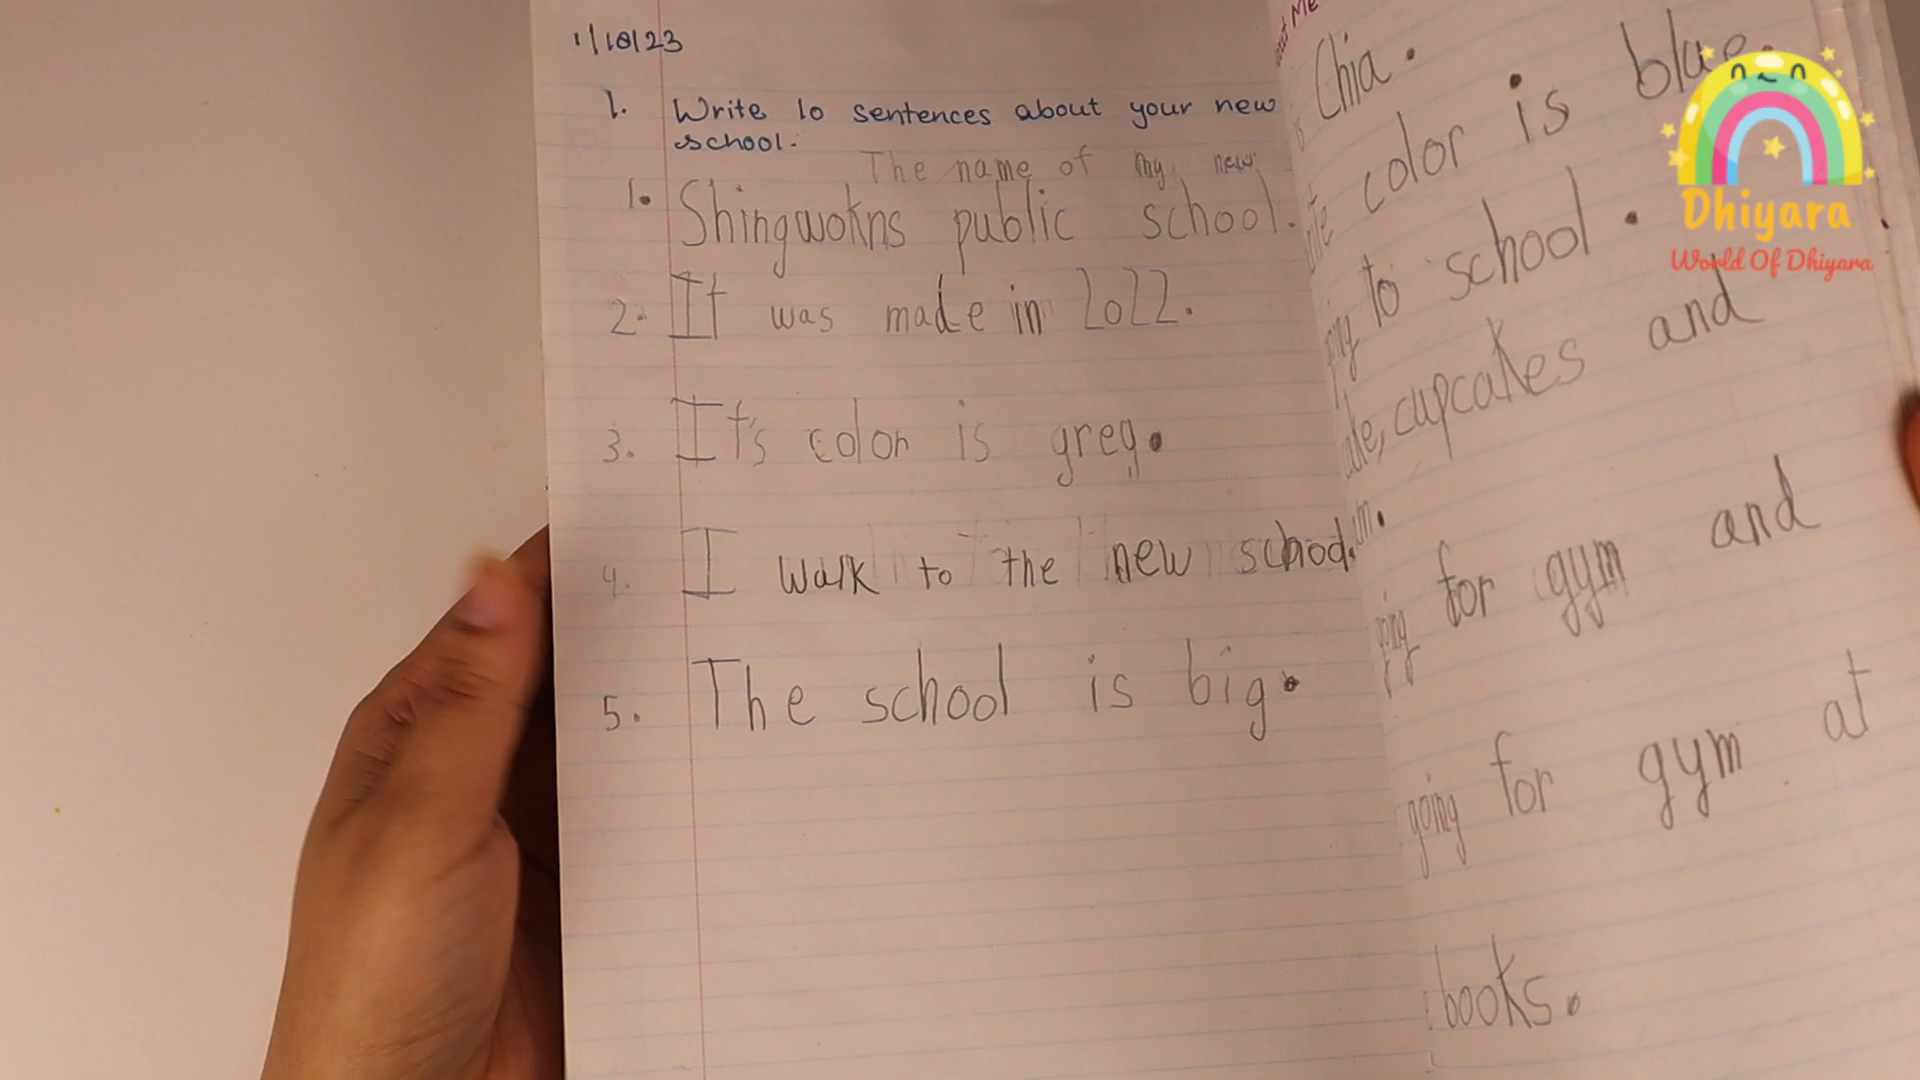 1/10/23
1. Write 10 sentences about your new
school.
The name of my new
1. Shingwokns public school.
2. It was made in 2022.
3. It's color is grey.
4. I walk to the new school.
5. The school is big.
Me
Chia.
color is blue.
to school.
cupcakes and
going for gym and
going for gym at
books.
Dhiyara
World Of Dhiyara